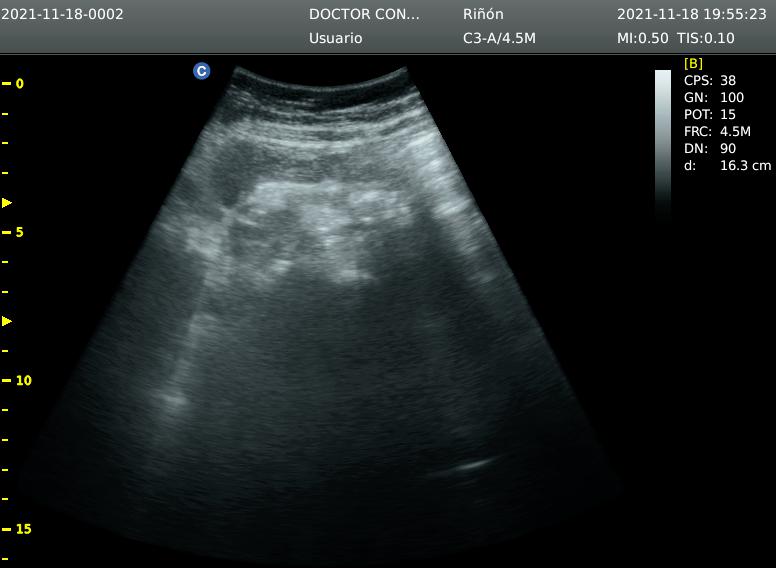 2021-11-18-0002 DOCTOR CON... Riñón 2021-11-18 19:55:23
Usuario C3-A/4.5M MI:0.50 TIS:0.10
C
[B]
CPS: 38
GN: 100
POT: 15
FRC: 4.5M
DN: 90
d: 16.3 cm
0
5
10
15